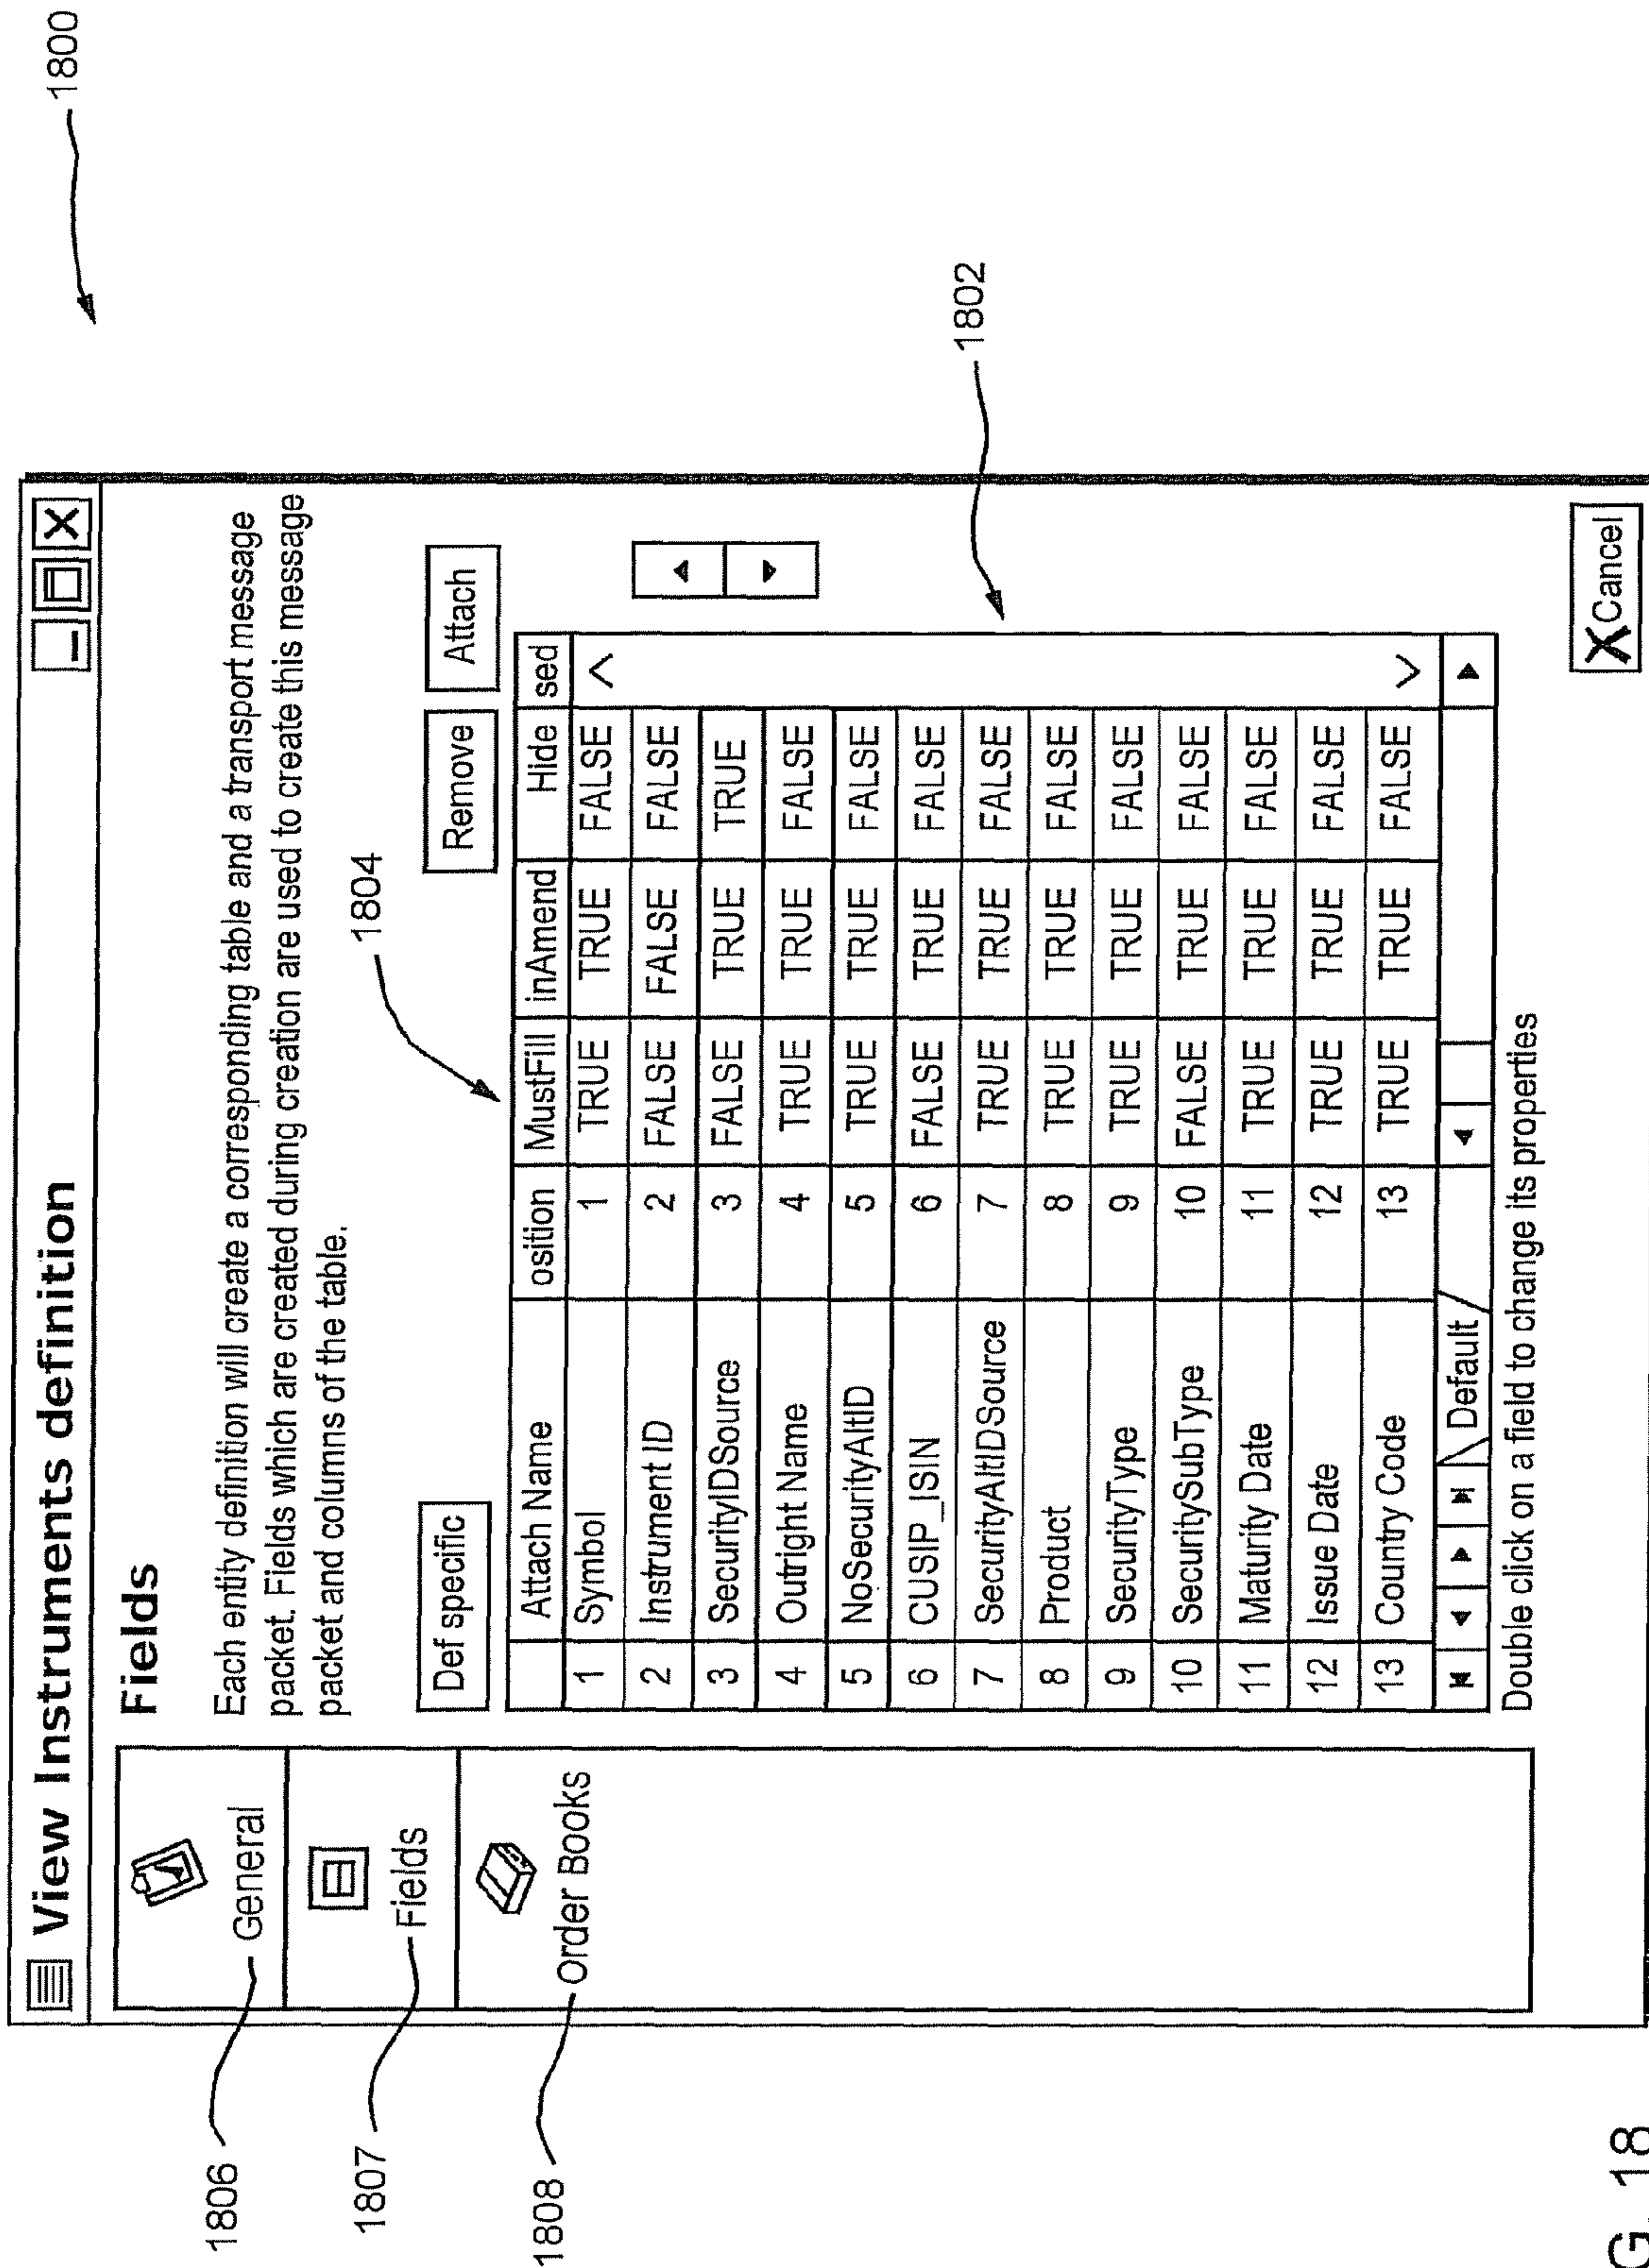 1800
View Instruments definition
Fields
Each entity definition will create a corresponding table and a transport message
packet. Fields which are created during creation are used to create this message
packet and columns of the table.
1806
General
1807
Fields
1808
Order Books
1804
1802
Def specific Remove Attach
Attach Name osition MustFill inAmend Hide sed
1 Symbol 1 TRUE TRUE FALSE
2 Instrument ID 2 FALSE FALSE FALSE
3 SecurityIDSource 3 FALSE TRUE TRUE
4 Outright Name 4 TRUE TRUE FALSE
5 NoSecurityAltID 5 TRUE TRUE FALSE
6 CUSIP_ISIN 6 FALSE TRUE FALSE
7 SecurityAltIDSource 7 TRUE TRUE FALSE
8 Product 8 TRUE TRUE FALSE
9 SecurityType 9 TRUE TRUE FALSE
10 SecuritySubType 10 FALSE TRUE FALSE
11 Maturity Date 11 TRUE TRUE FALSE
12 Issue Date 12 TRUE TRUE FALSE
13 Country Code 13 TRUE TRUE FALSE
Default
Double click on a field to change its properties
X Cancel
G. 18